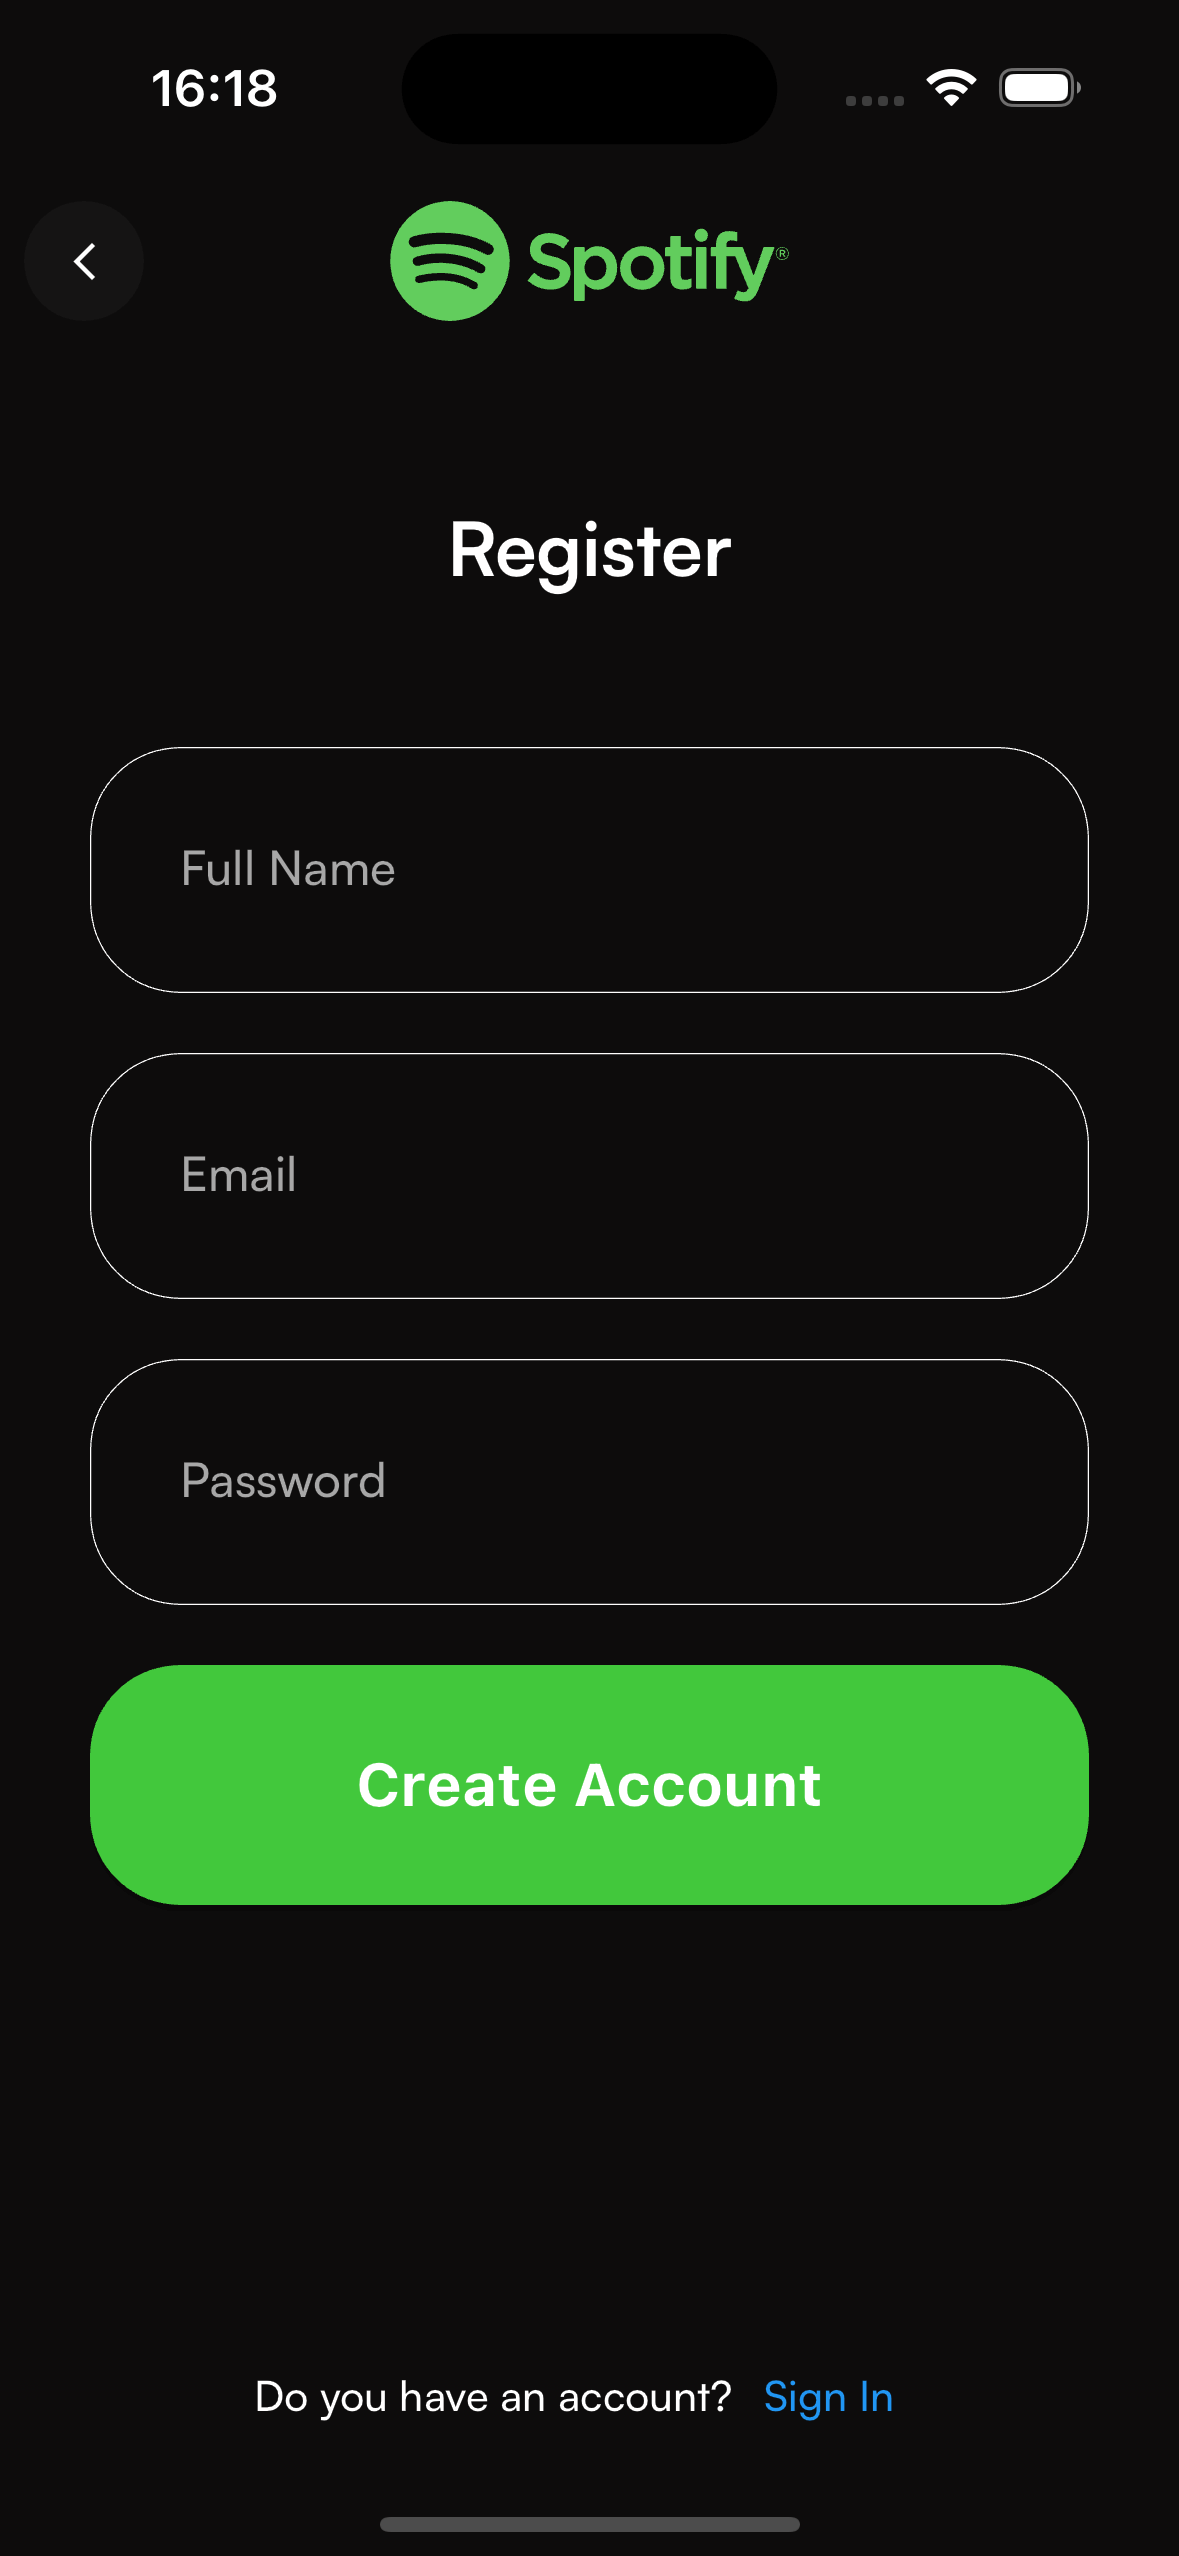 16:18
Spotify®
Register
Full Name
Email
Password
Create Account
Do you have an account? Sign In